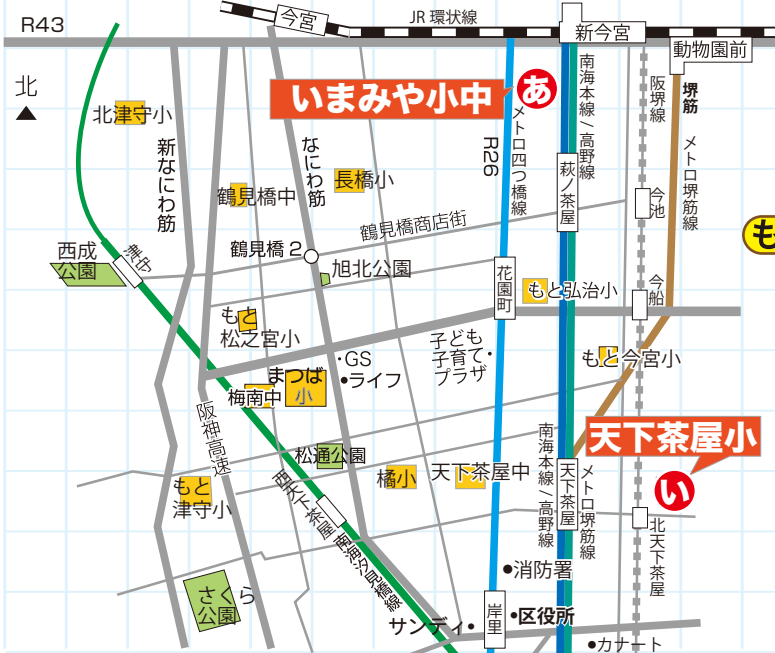 R43
今宮
JR 環状線
新今宮
動物園前
北
北津守小
いまみや小中
あ
新なにわ筋
なにわ筋
鶴見橋中
長橋小
R26
メトロ四つ橋線
南海本線/高野線
萩ノ茶屋
阪堺線
堺筋
メトロ堺筋線
今池
も
鶴見橋商店街
西成
公園
津守
鶴見橋 2
旭北公園
花園町
もと弘治小
今船
もと
松之宮小
・GS
•ライフ
子ども
子育て・
プラザ
もと今宮小
まつば
小
梅南中
阪神高速
松通公園
橘小
天下茶屋中
南海本線/高野線
天下茶屋
メトロ堺筋線
天下茶屋小
い
もと
津守小
西天下茶屋
南海汐見橋線
北天下茶屋
さくら
公園
•消防署
サンディ•
岸里
•区役所
•カナート